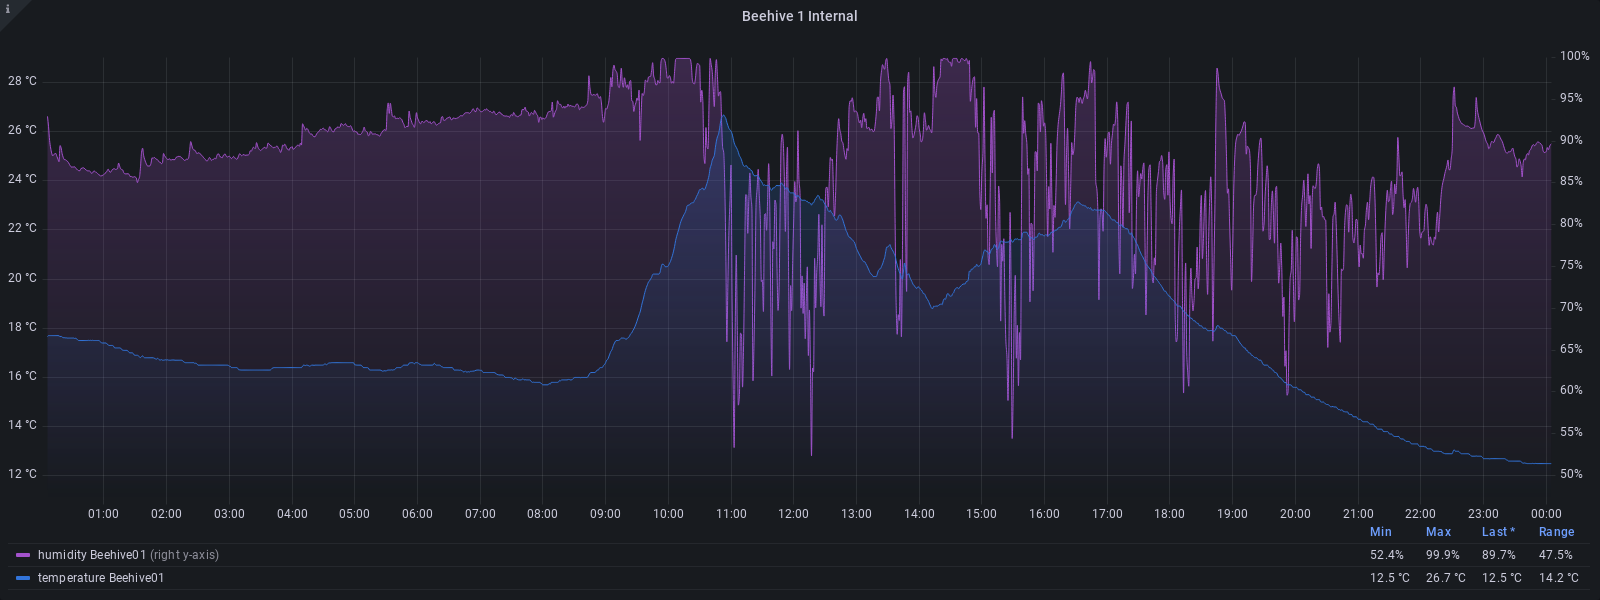 i
Beehive 1 Internal
100%
28 °C
95%
26 °C
90%
24 °C
85%
22 °C
80%
20 °C
75%
70%
18 °C
65%
16 °C
60%
14 °C
55%
12 °C
50%
01:00 02:00 03:00 04:00 05:00 06:00 07:00 08:00 09:00 10:00 11:00 12:00 13:00 14:00 15:00 16:00 17:00 18:00 19:00 20:00 21:00 22:00 23:00 00:00
Min Max Last * Range
humidity Beehive01 (right y-axis) 52.4% 99.9% 89.7% 47.5%
temperature Beehive01 12.5 °C 26.7 °C 12.5 °C 14.2 °C